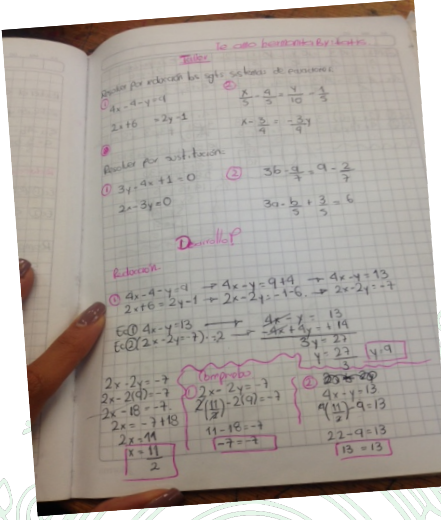 Taller
Resolver por reducción los sgtes sistemas de ecuaciones
① 4x-4-y=9
2x+6 = 2y-1
② x/5 - 4/5 = y/10 - 1/5
x - 3/4 = -3/4 y
Resolver por sustitución:
① 3y-4x+1=0
2x-3y=0
② 3b - a/7 = 9 - 2/7
3a - b/5 + 3/5 = 6
Desarrollo
Reducción
① 4x-4-y=9 → 4x-y=9+4 → 4x-y=13
2x+6=2y-1 → 2x-2y=-1-6 → 2x-2y=-7
Ec① 4x-y=13 → 4x-y= 13
Ec② (2x-2y=-7)·-2 → -4x+4y=+14
3y=27
y=27/3 y=9
2x-2y=-7
2x-2(9)=-7
2x-18=-7
2x=-7+18
2x=11
x=11/2
Comprobar
① 2x-2y=-7
2(11/2)-2(9)=-7
11-18=-7
-7=-7
②
4x-y=13
4(11/2)-9=13
22-9=13
13=13